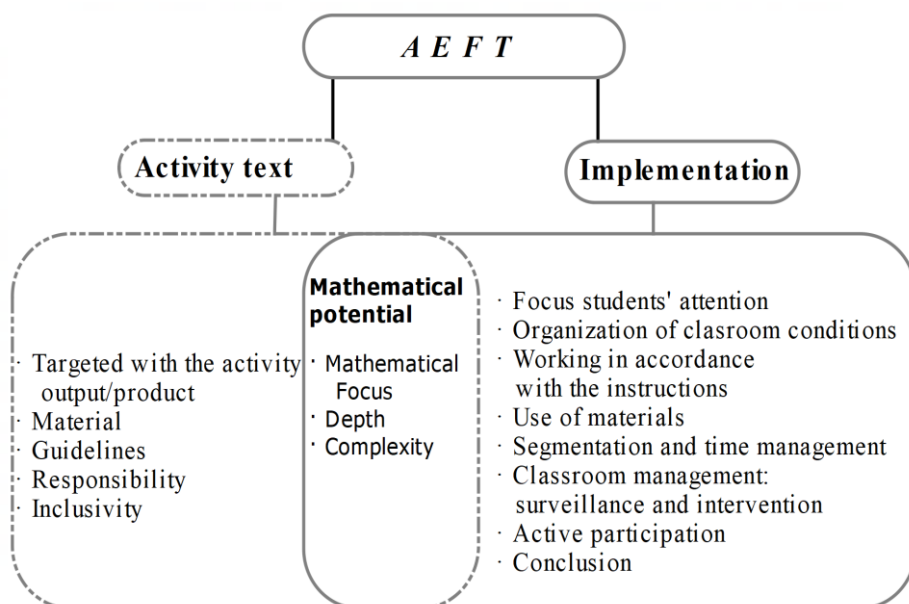 A E F T
Activity text
Implementation
· Targeted with the activity
output/product
· Material
· Guidelines
· Responsibility
· Inclusivity
Mathematical
potential
· Mathematical
Focus
· Depth
· Complexity
· Focus students' attention
· Organization of clasroom conditions
· Working in accordance
with the instructions
· Use of materials
· Segmentation and time management
· Classroom management:
surveillance and intervention
· Active participation
· Conclusion